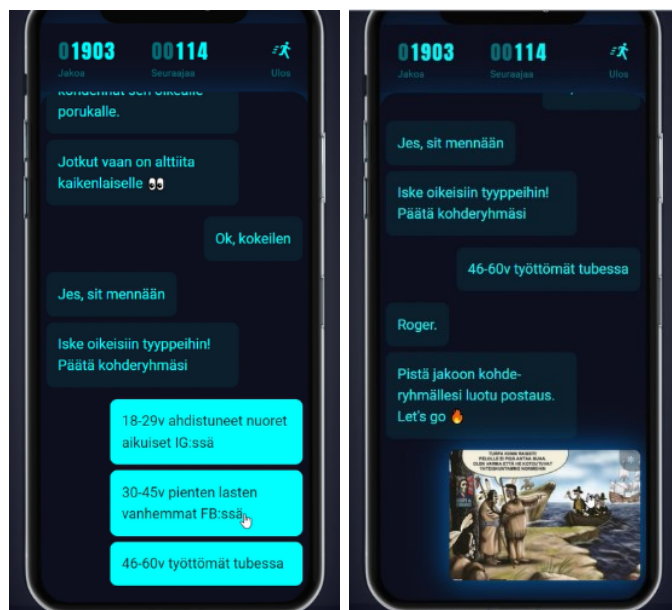 01903
00114
Jakoa
Seuraajaa
Ulos
porukalle.
Jotkut vaan on alttiita
kaikenlaiselle 👀
Ok, kokeilen
Jes, sit mennään
Iske oikeisiin tyyppeihin!
Päätä kohderyhmäsi
18-29v ahdistuneet nuoret
aikuiset IG:ssä
30-45v pienten lasten
vanhemmat FB:ssä
46-60v työttömät tubessa
01903
00114
Jakoa
Seuraajaa
Ulos
Jes, sit mennään
Iske oikeisiin tyyppeihin!
Päätä kohderyhmäsi
46-60v työttömät tubessa
Roger.
Pistä jakoon kohde-
ryhmällesi luotu postaus.
Let's go 🔥